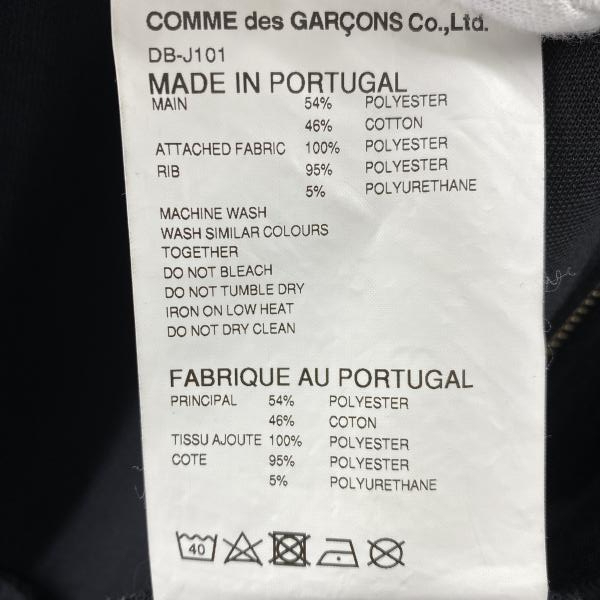 COMME des GARÇONS Co.,Ltd.
DB-J101
MADE IN PORTUGAL
MAIN 54% POLYESTER
46% COTTON
ATTACHED FABRIC 100% POLYESTER
RIB 95% POLYESTER
5% POLYURETHANE
MACHINE WASH
WASH SIMILAR COLOURS
TOGETHER
DO NOT BLEACH
DO NOT TUMBLE DRY
IRON ON LOW HEAT
DO NOT DRY CLEAN
FABRIQUE AU PORTUGAL
PRINCIPAL 54% POLYESTER
46% COTON
TISSU AJOUTE 100% POLYESTER
COTE 95% POLYESTER
5% POLYURETHANE
40